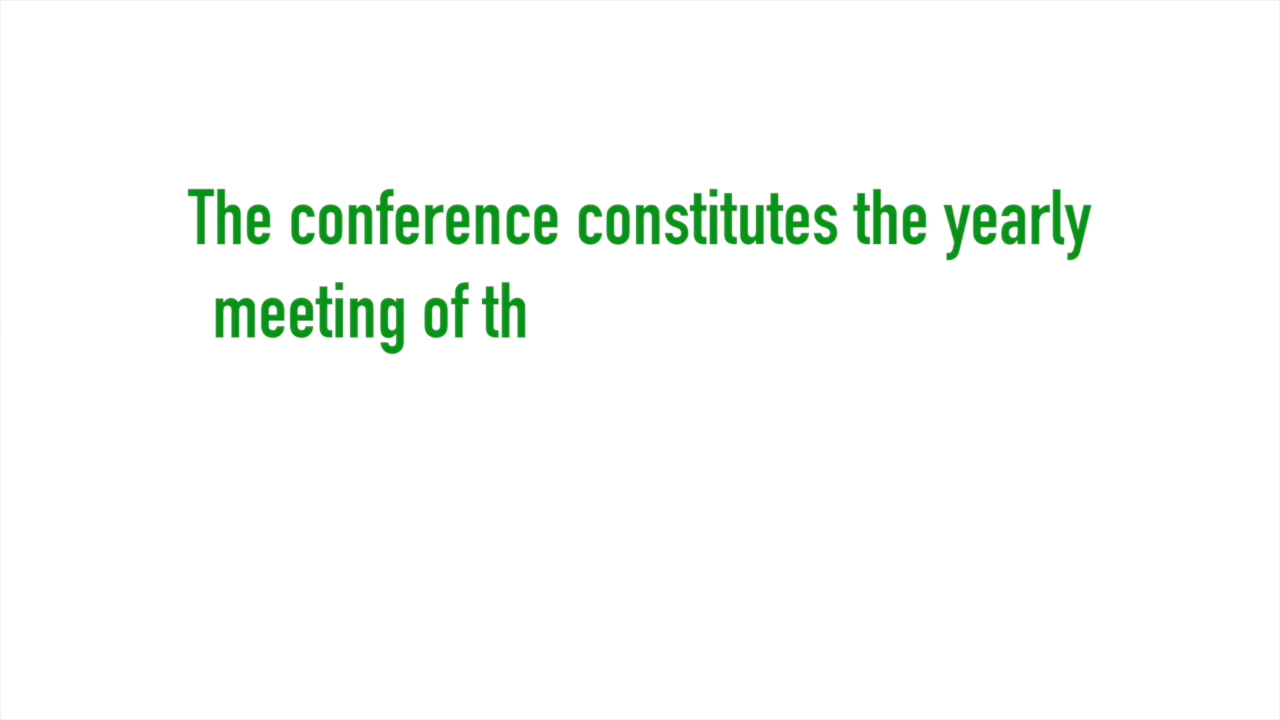 The conference constitutes the yearly
meeting of th